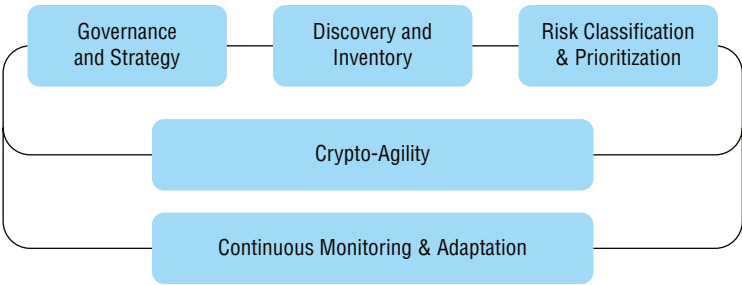 Governance
and Strategy
Discovery and
Inventory
Risk Classification
& Prioritization
Crypto-Agility
Continuous Monitoring & Adaptation